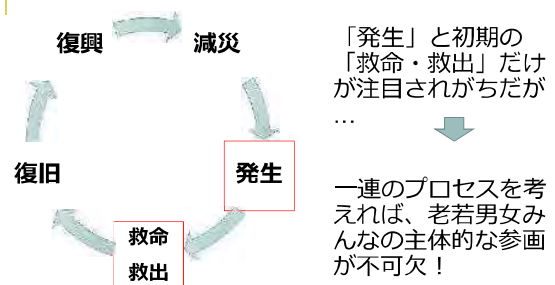 復興
減災
発生
救命
救出
復旧
「発生」と初期の
「救命・救出」だけ
が注目されがちだが
…
一連のプロセスを考
えれば、老若男女み
んなの主体的な参画
が不可欠！